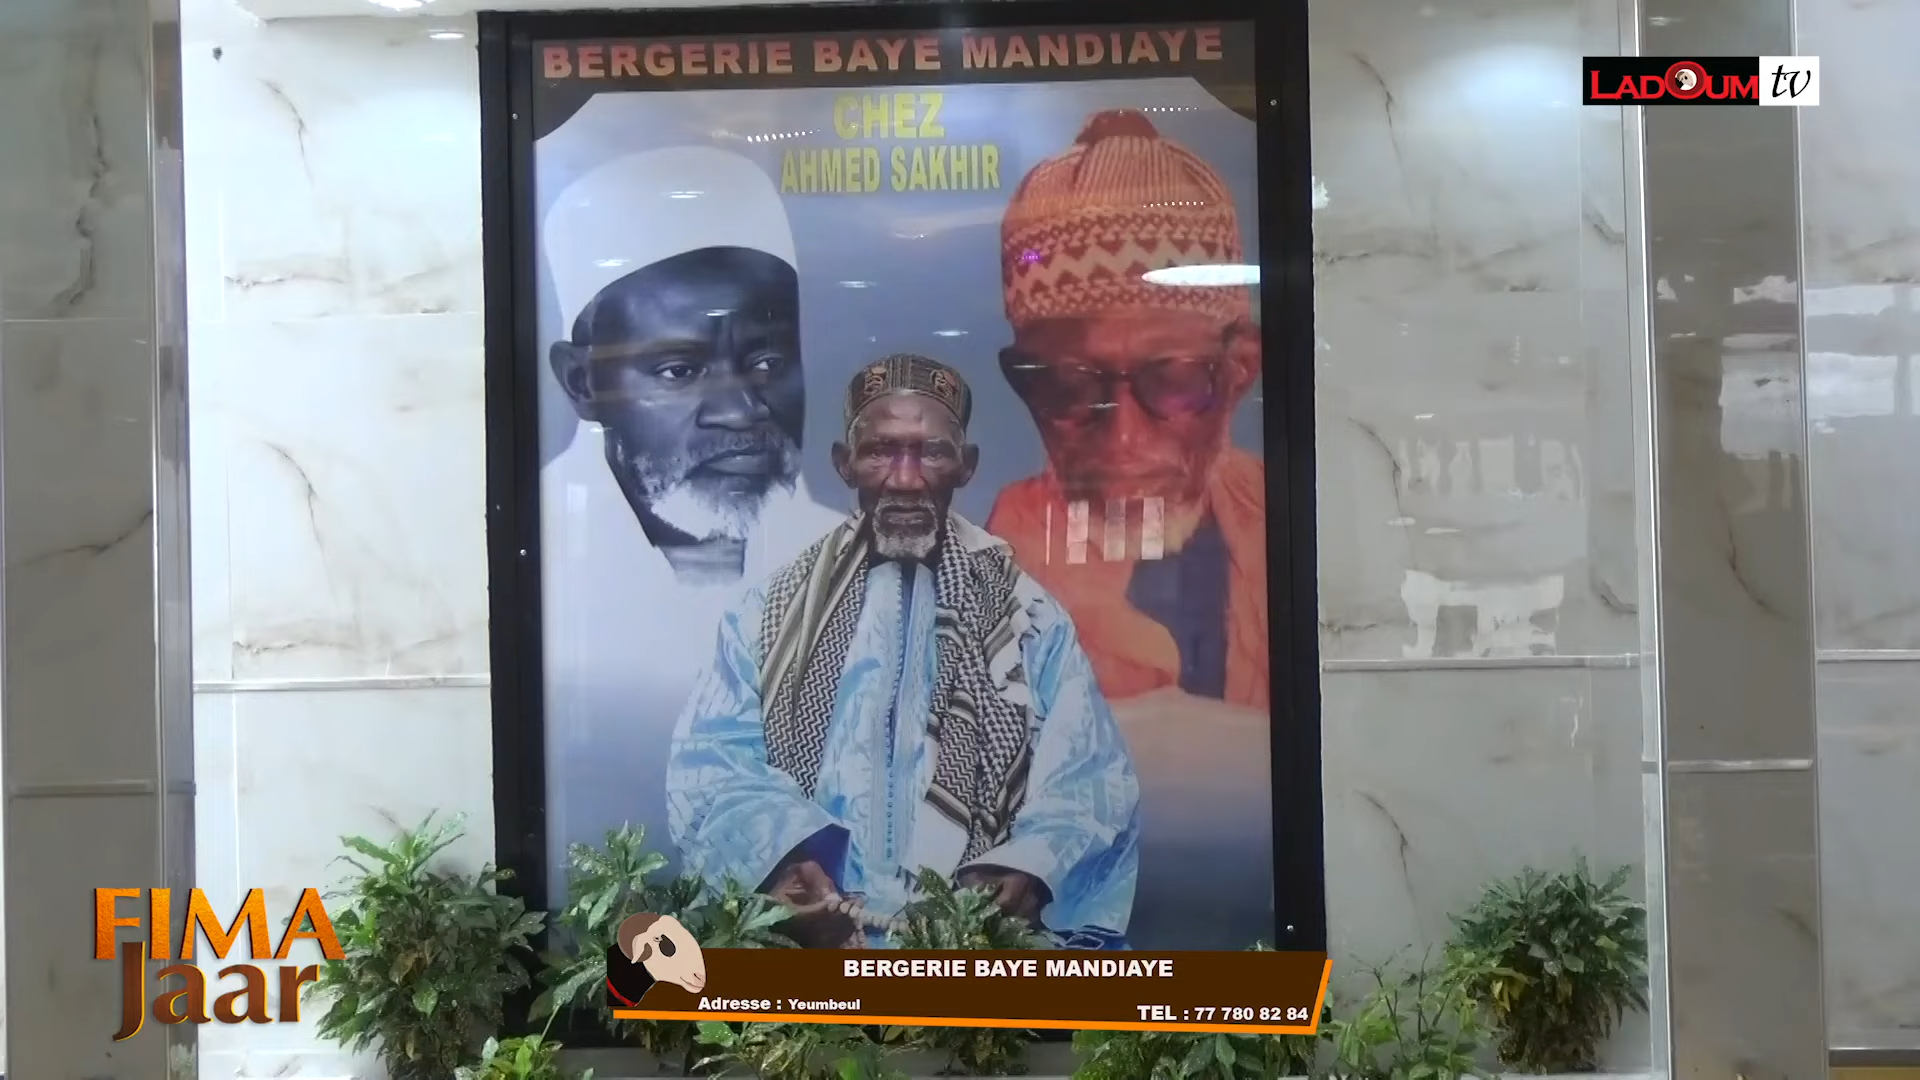 BERGERIE BAYE MANDIAYE
LADOUM tv
CHEZ
AHMED SAKHIR
FIMA
Jaar
BERGERIE BAYE MANDIAYE
Adresse : Yeumbeul
TEL : 77 780 82 84